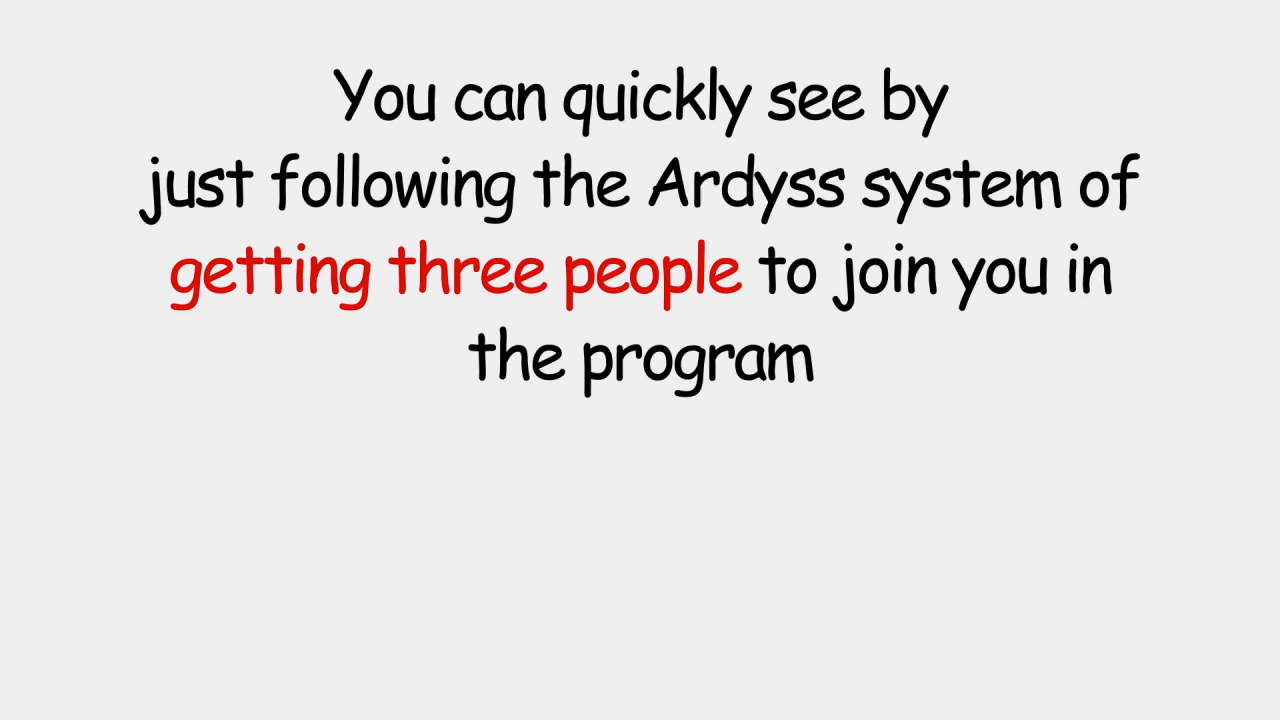 You can quickly see by
just following the Ardyss system of
getting three people to join you in
the program